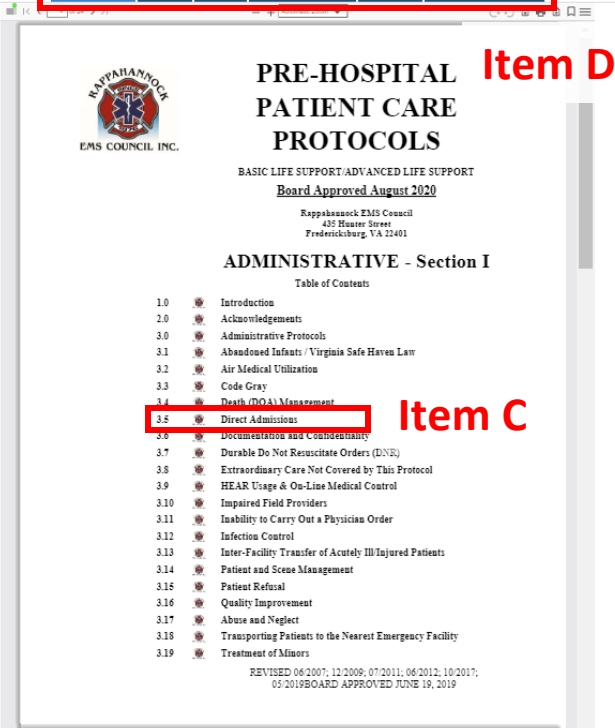 Item D
RAPPAHANNOCK
EMS COUNCIL INC.
PRE-HOSPITAL
PATIENT CARE
PROTOCOLS
BASIC LIFE SUPPORT/ADVANCED LIFE SUPPORT
Board Approved August 2020
Rappahannock EMS Council
435 Hunter Street
Fredericksburg, VA 22401
ADMINISTRATIVE - Section I
Table of Contents
1.0 Introduction
2.0 Acknowledgements
3.0 Administrative Protocols
3.1 Abandoned Infants / Virginia Safe Haven Law
3.2 Air Medical Utilization
3.3 Code Gray
3.4 Death (DOA) Management
3.5 Direct Admissions
Item C
3.6 Documentation and Confidentiality
3.7 Durable Do Not Resuscitate Orders (DNR)
3.8 Extraordinary Care Not Covered by This Protocol
3.9 HEAR Usage & On-Line Medical Control
3.10 Impaired Field Providers
3.11 Inability to Carry Out a Physician Order
3.12 Infection Control
3.13 Inter-Facility Transfer of Acutely Ill/Injured Patients
3.14 Patient and Scene Management
3.15 Patient Refusal
3.16 Quality Improvement
3.17 Abuse and Neglect
3.18 Transporting Patients to the Nearest Emergency Facility
3.19 Treatment of Minors
REVISED 06/2007; 12/2009; 07/2011; 06/2012; 10/2017;
05/2019BOARD APPROVED JUNE 19, 2019